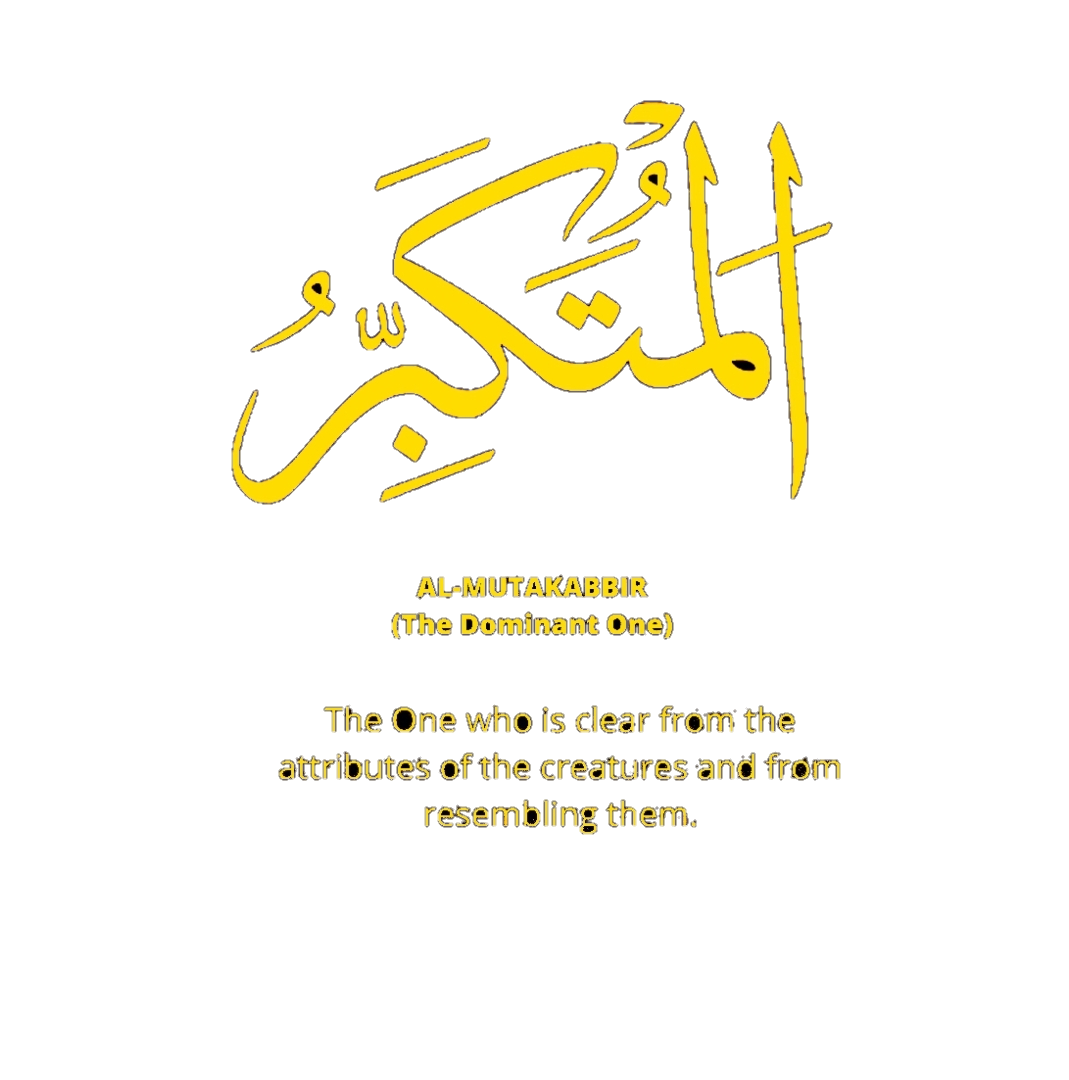 الْمُتَكَبِّرُ
AL-MUTAKABBIR
(The Dominant One)
The One who is clear from the
attributes of the creatures and from
resembling them.